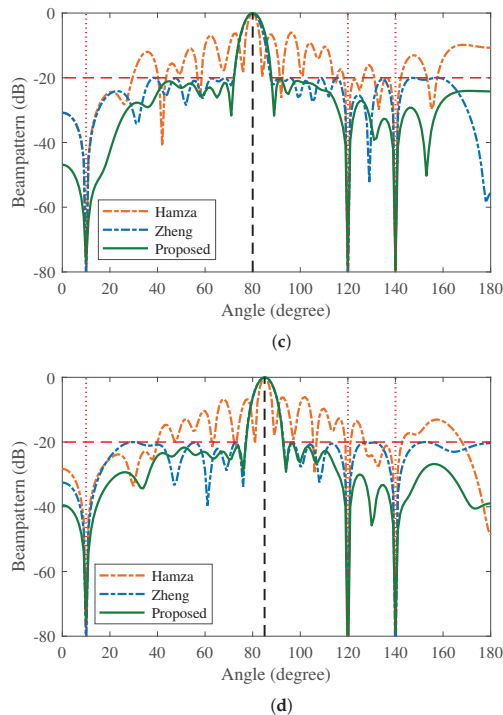 0
-20
-40
-60
-80
Beampattern (dB)
Hamza
Zheng
Proposed
0 20 40 60 80 100 120 140 160 180
Angle (degree)
(c)
0
-20
-40
-60
-80
Beampattern (dB)
Hamza
Zheng
Proposed
0 20 40 60 80 100 120 140 160 180
Angle (degree)
(d)